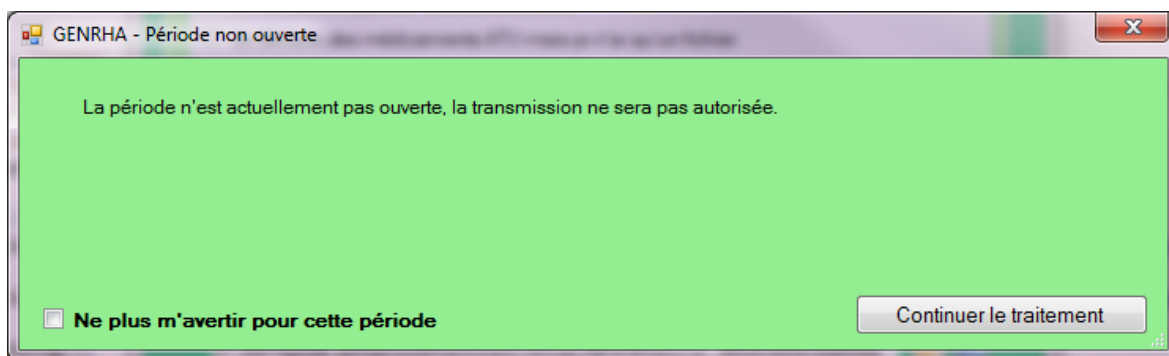 GENRHA - Période non ouverte
La période n'est actuellement pas ouverte, la transmission ne sera pas autorisée.
Ne plus m'avertir pour cette période
Continuer le traitement